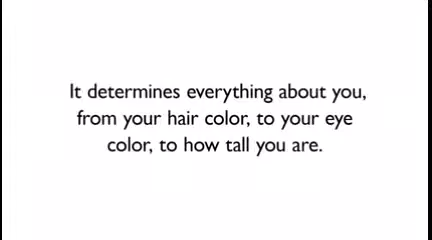 It determines everything about you,
from your hair color, to your eye
color, to how tall you are.